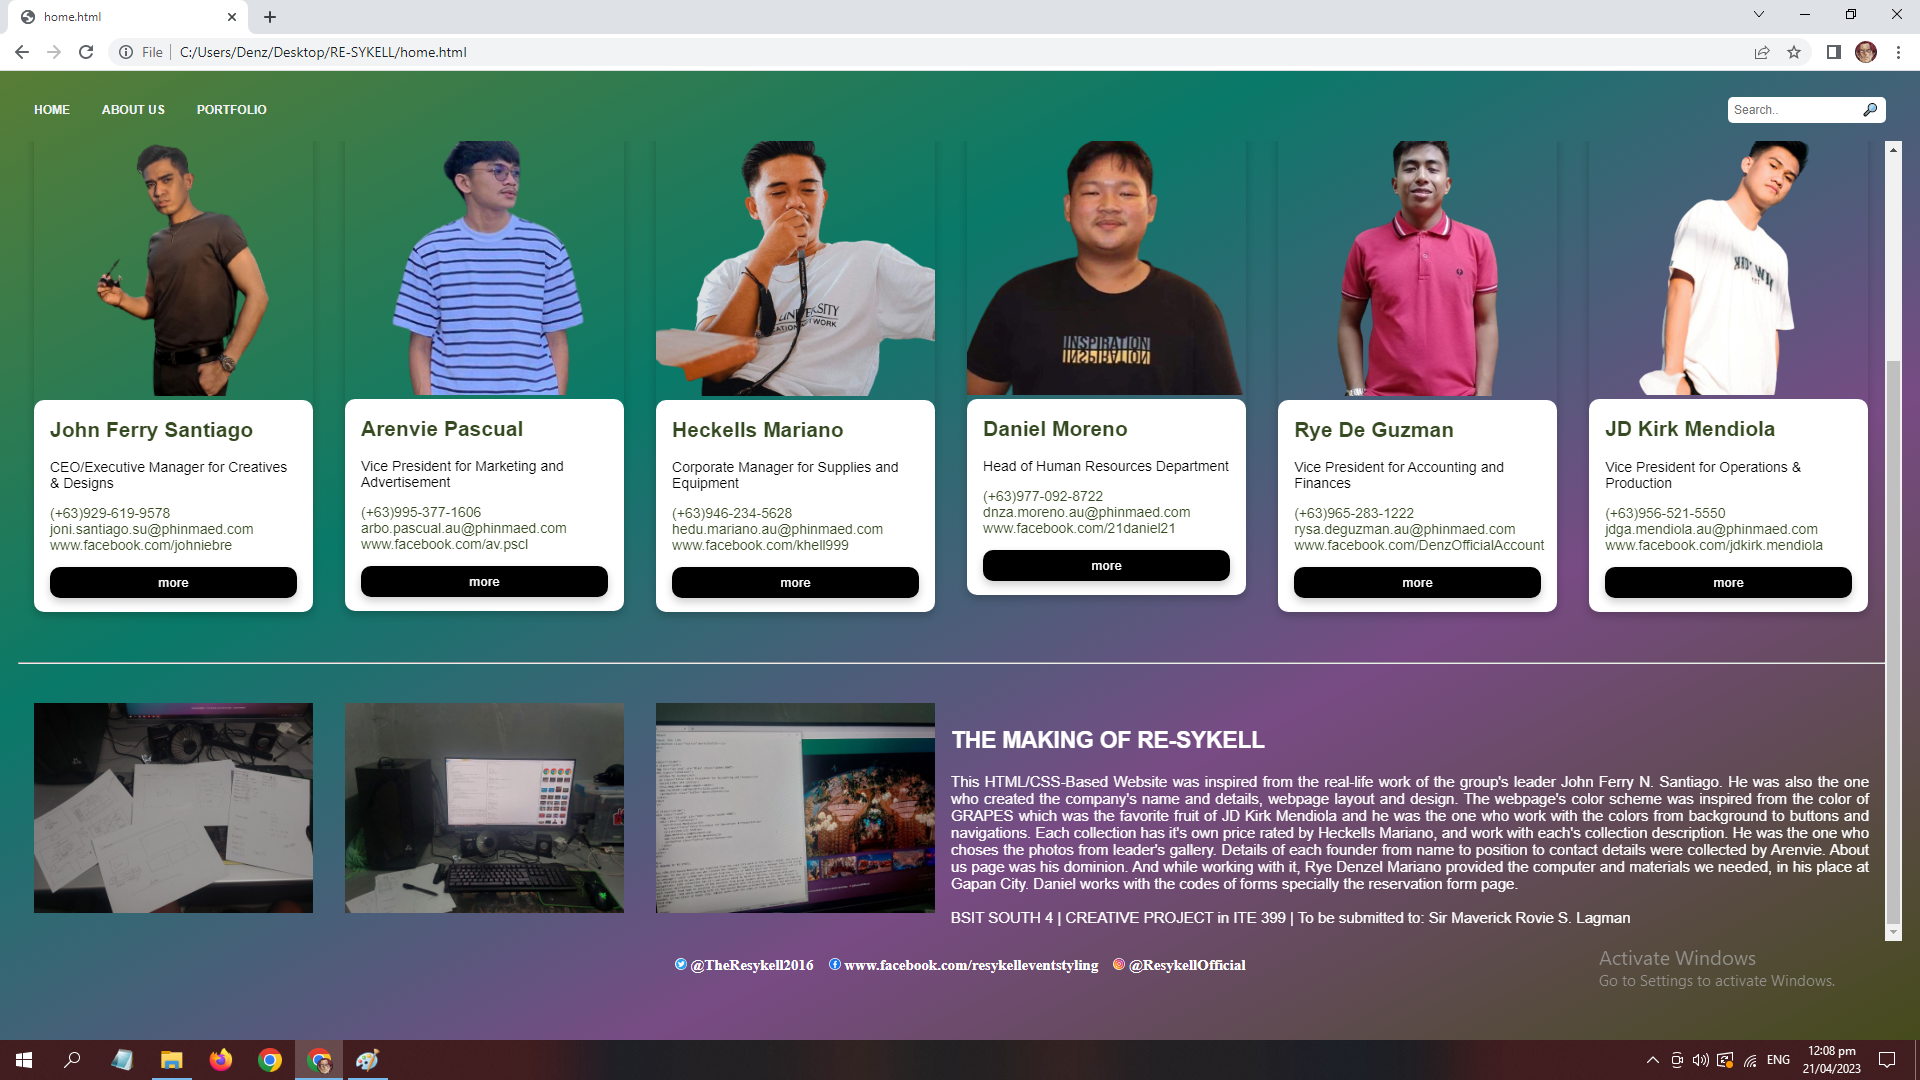 home.html
File
C:/Users/Denz/Desktop/RE-SYKELL/home.html
HOME
ABOUT US
PORTFOLIO
Search..
INSPIRATION
John Ferry Santiago
CEO/Executive Manager for Creatives
& Designs
(+63)929-619-9578
joni.santiago.su@phinmaed.com
www.facebook.com/johniebre
more
Arenvie Pascual
Vice President for Marketing and
Advertisement
(+63)995-377-1606
arbo.pascual.au@phinmaed.com
www.facebook.com/av.pscl
more
Heckells Mariano
Corporate Manager for Supplies and
Equipment
(+63)946-234-5628
hedu.mariano.au@phinmaed.com
www.facebook.com/khell999
more
Daniel Moreno
Head of Human Resources Department
(+63)977-092-8722
dnza.moreno.au@phinmaed.com
www.facebook.com/21daniel21
more
Rye De Guzman
Vice President for Accounting and
Finances
(+63)965-283-1222
rysa.deguzman.au@phinmaed.com
www.facebook.com/DenzOfficialAccount
more
JD Kirk Mendiola
Vice President for Operations &
Production
(+63)956-521-5550
jdga.mendiola.au@phinmaed.com
www.facebook.com/jdkirk.mendiola
more
THE MAKING OF RE-SYKELL
This HTML/CSS-Based Website was inspired from the real-life work of the group's leader John Ferry N. Santiago. He was also the one
who created the company's name and details, webpage layout and design. The webpage's color scheme was inspired from the color of
GRAPES which was the favorite fruit of JD Kirk Mendiola and he was the one who work with the colors from background to buttons and
navigations. Each collection has it's own price rated by Heckells Mariano, and work with each's collection description. He was the one who
choses the photos from leader's gallery. Details of each founder from name to position to contact details were collected by Arenvie. About
us page was his dominion. And while working with it, Rye Denzel Mariano provided the computer and materials we needed, in his place at
Gapan City. Daniel works with the codes of forms specially the reservation form page.
BSIT SOUTH 4 | CREATIVE PROJECT in ITE 399 | To be submitted to: Sir Maverick Rovie S. Lagman
@TheResykell2016
www.facebook.com/resykelleventstyling
@ResykellOfficial
Activate Windows
Go to Settings to activate Windows.
ENG
12:08 pm
21/04/2023